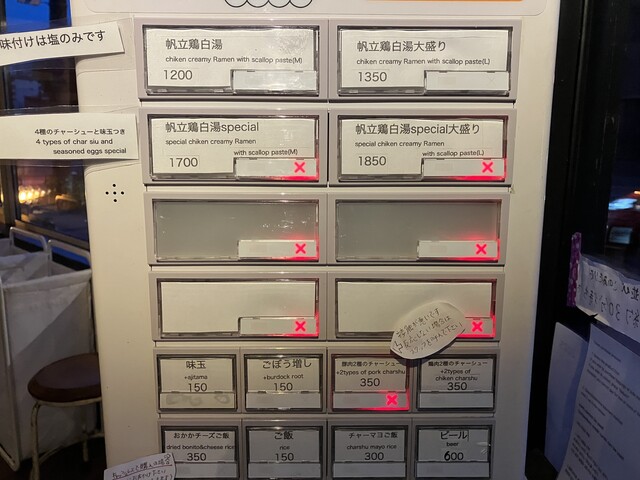 味付けは塩のみです
帆立鶏白湯
chiken creamy Ramen with scallop paste(M)
1200
帆立鶏白湯大盛り
chiken creamy Ramen with scallop paste(L)
1350
4種のチャーシューと味玉つき
4 types of char siu and
seasoned eggs special
帆立鶏白湯special
special chiken creamy Ramen
with scallop paste(M)
1700
帆立鶏白湯special大盛り
special chiken creamy Ramen
with scallop paste(L)
1850
味玉
+ajitama
150
ごぼう増し
+burdock root
150
豚肉2種のチャーシュー
+2types of pork charshu
350
鶏肉2種のチャーシュー
+2types of
chiken charshu
350
おかかチーズご飯
dried bonito&cheese rice
350
ご飯
rice
150
チャーマヨご飯
charshu mayo rice
300
ビール
beer
600